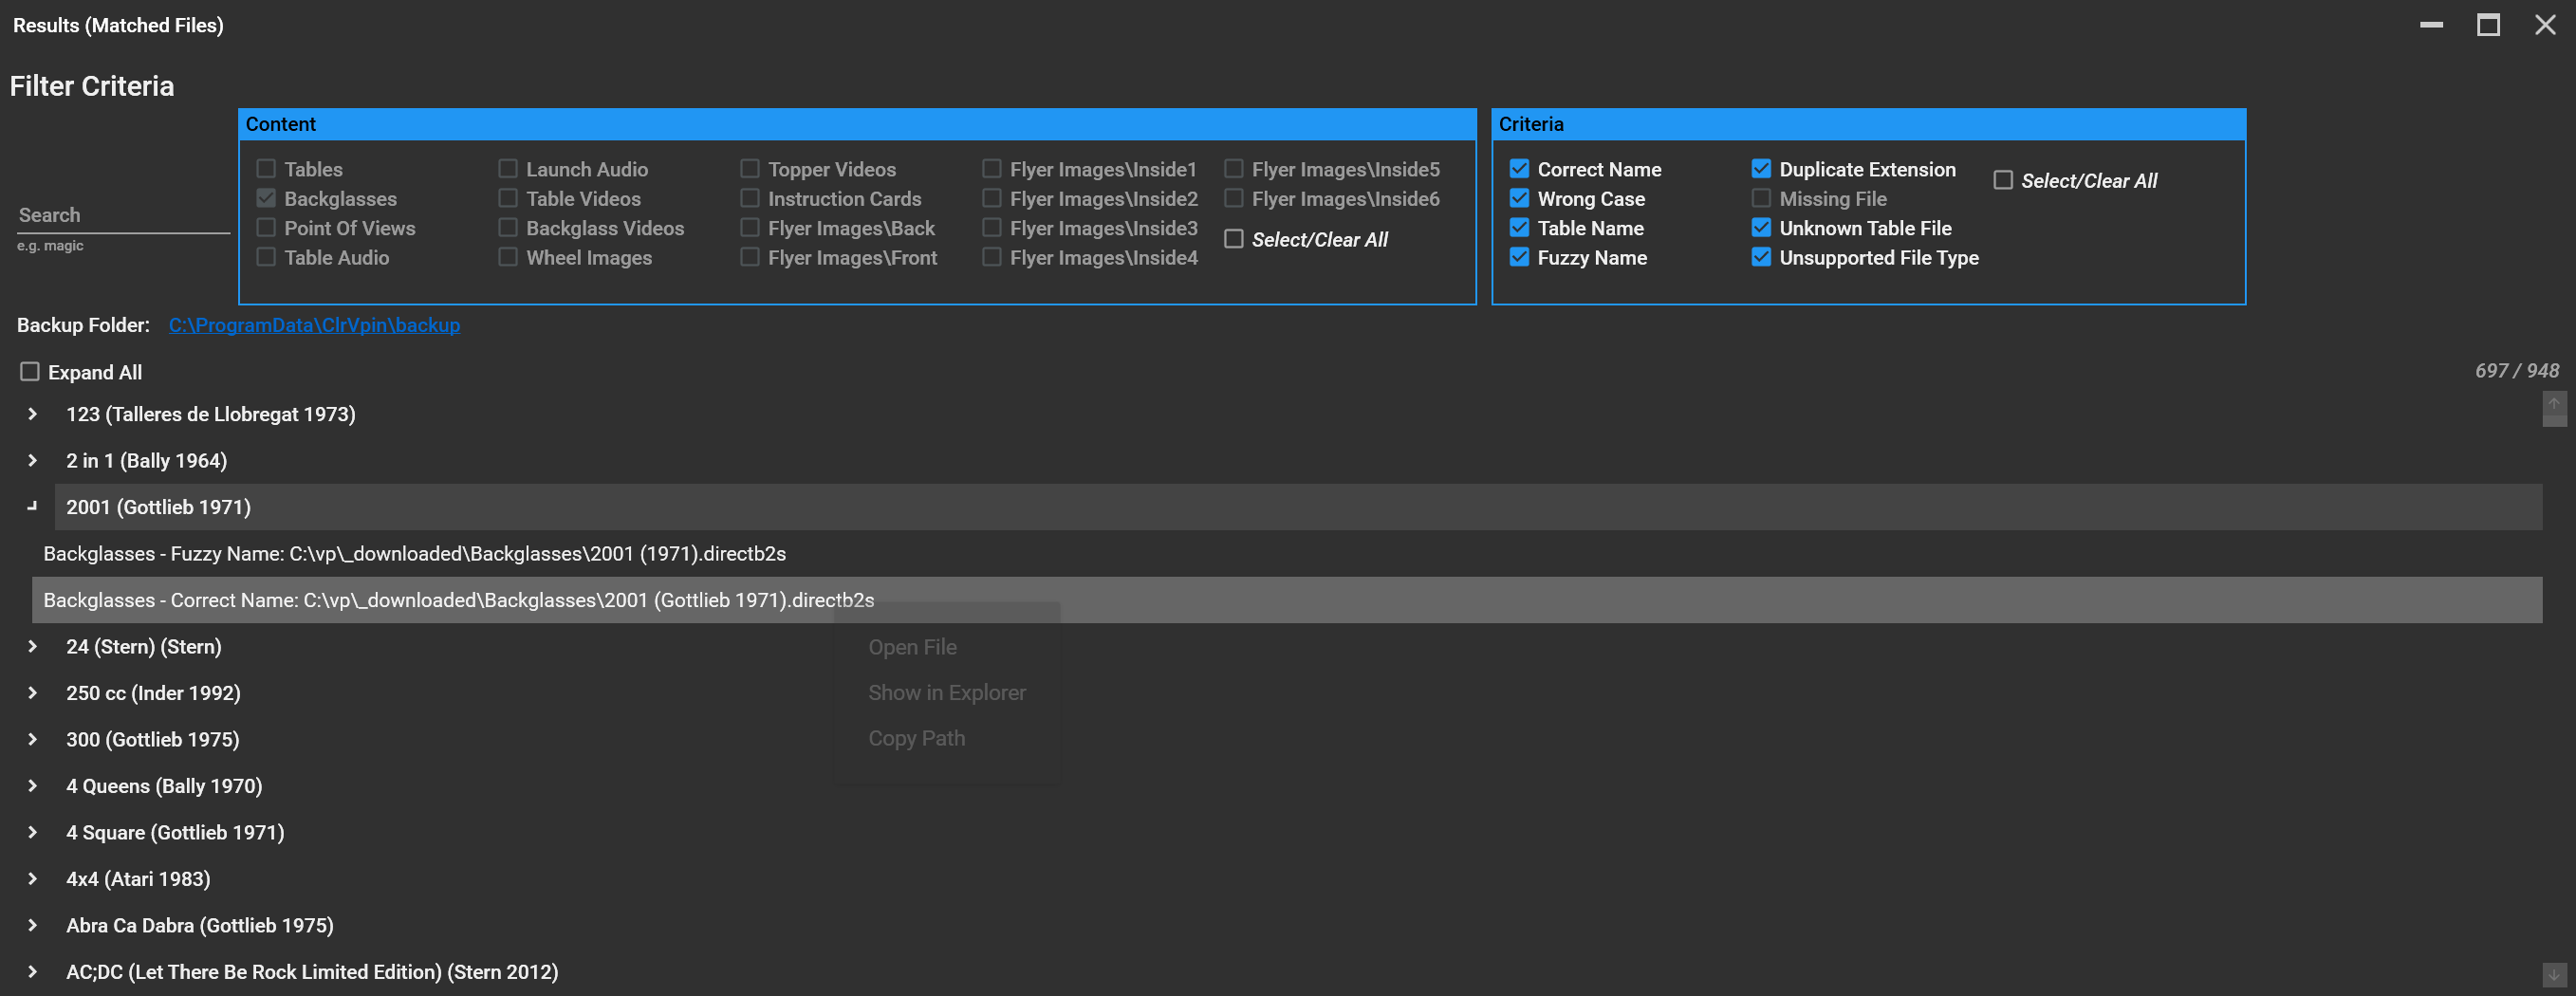 Results (Matched Files)
Filter Criteria
Content
Criteria
Tables
Launch Audio
Topper Videos
Flyer Images\Inside1
Flyer Images\Inside5
Correct Name
Duplicate Extension
Select/Clear All
Backglasses
Table Videos
Instruction Cards
Flyer Images\Inside2
Flyer Images\Inside6
Wrong Case
Missing File
Search
Point Of Views
Backglass Videos
Flyer Images\Back
Flyer Images\Inside3
Select/Clear All
Table Name
Unknown Table File
e.g. magic
Table Audio
Wheel Images
Flyer Images\Front
Flyer Images\Inside4
Fuzzy Name
Unsupported File Type
Backup Folder: C:\ProgramData\ClrVpin\backup
Expand All
697 / 948
123 (Talleres de Llobregat 1973)
2 in 1 (Bally 1964)
2001 (Gottlieb 1971)
Backglasses - Fuzzy Name: C:\vp\_downloaded\Backglasses\2001 (1971).directb2s
Backglasses - Correct Name: C:\vp\_downloaded\Backglasses\2001 (Gottlieb 1971).directb2s
24 (Stern) (Stern)
Open File
250 cc (Inder 1992)
Show in Explorer
300 (Gottlieb 1975)
Copy Path
4 Queens (Bally 1970)
4 Square (Gottlieb 1971)
4x4 (Atari 1983)
Abra Ca Dabra (Gottlieb 1975)
AC;DC (Let There Be Rock Limited Edition) (Stern 2012)